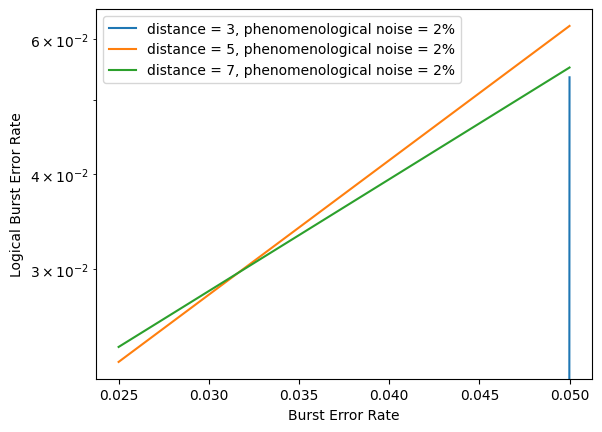 distance = 3, phenomenological noise = 2%
distance = 5, phenomenological noise = 2%
distance = 7, phenomenological noise = 2%
6 × 10⁻²
4 × 10⁻²
3 × 10⁻²
Logical Burst Error Rate
0.025 0.030 0.035 0.040 0.045 0.050
Burst Error Rate